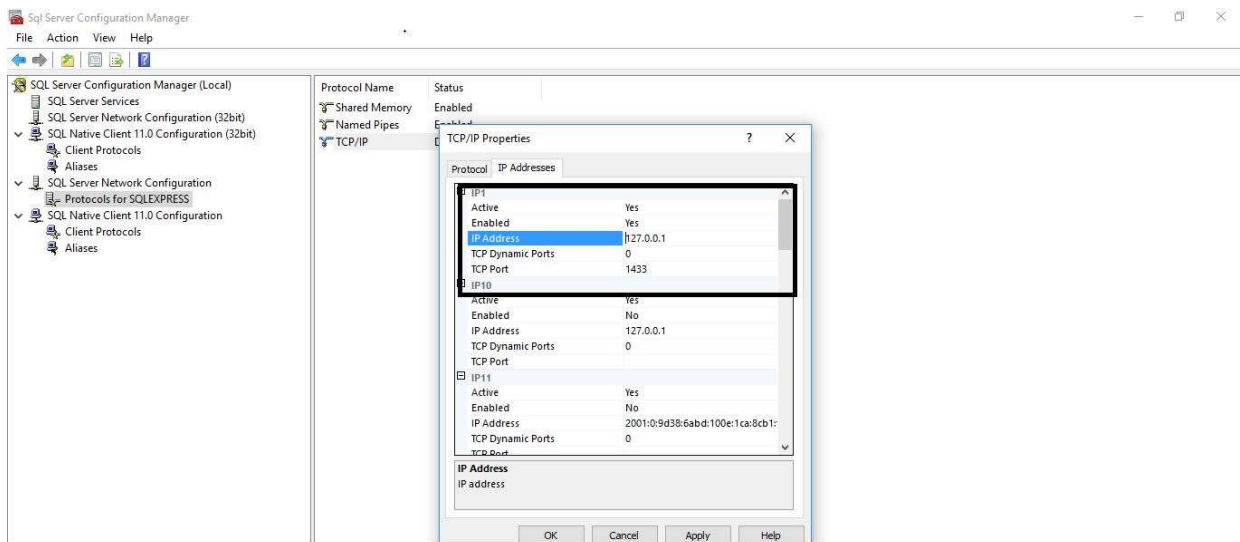 Sql Server Configuration Manager
File Action View Help
SQL Server Configuration Manager (Local)
SQL Server Services
SQL Server Network Configuration (32bit)
SQL Native Client 11.0 Configuration (32bit)
Client Protocols
Aliases
SQL Server Network Configuration
Protocols for SQLEXPRESS
SQL Native Client 11.0 Configuration
Client Protocols
Aliases
Protocol Name Status
Shared Memory Enabled
Named Pipes Enabled
TCP/IP
TCP/IP Properties
Protocol IP Addresses
IP1
Active Yes
Enabled Yes
IP Address 127.0.0.1
TCP Dynamic Ports 0
TCP Port 1433
IP10
Active Yes
Enabled No
IP Address 127.0.0.1
TCP Dynamic Ports 0
TCP Port
IP11
Active Yes
Enabled No
IP Address 2001:0:9d38:6abd:100e:1ca:8cb1:
TCP Dynamic Ports 0
TCP Port
IP Address
IP address
OK Cancel Apply Help